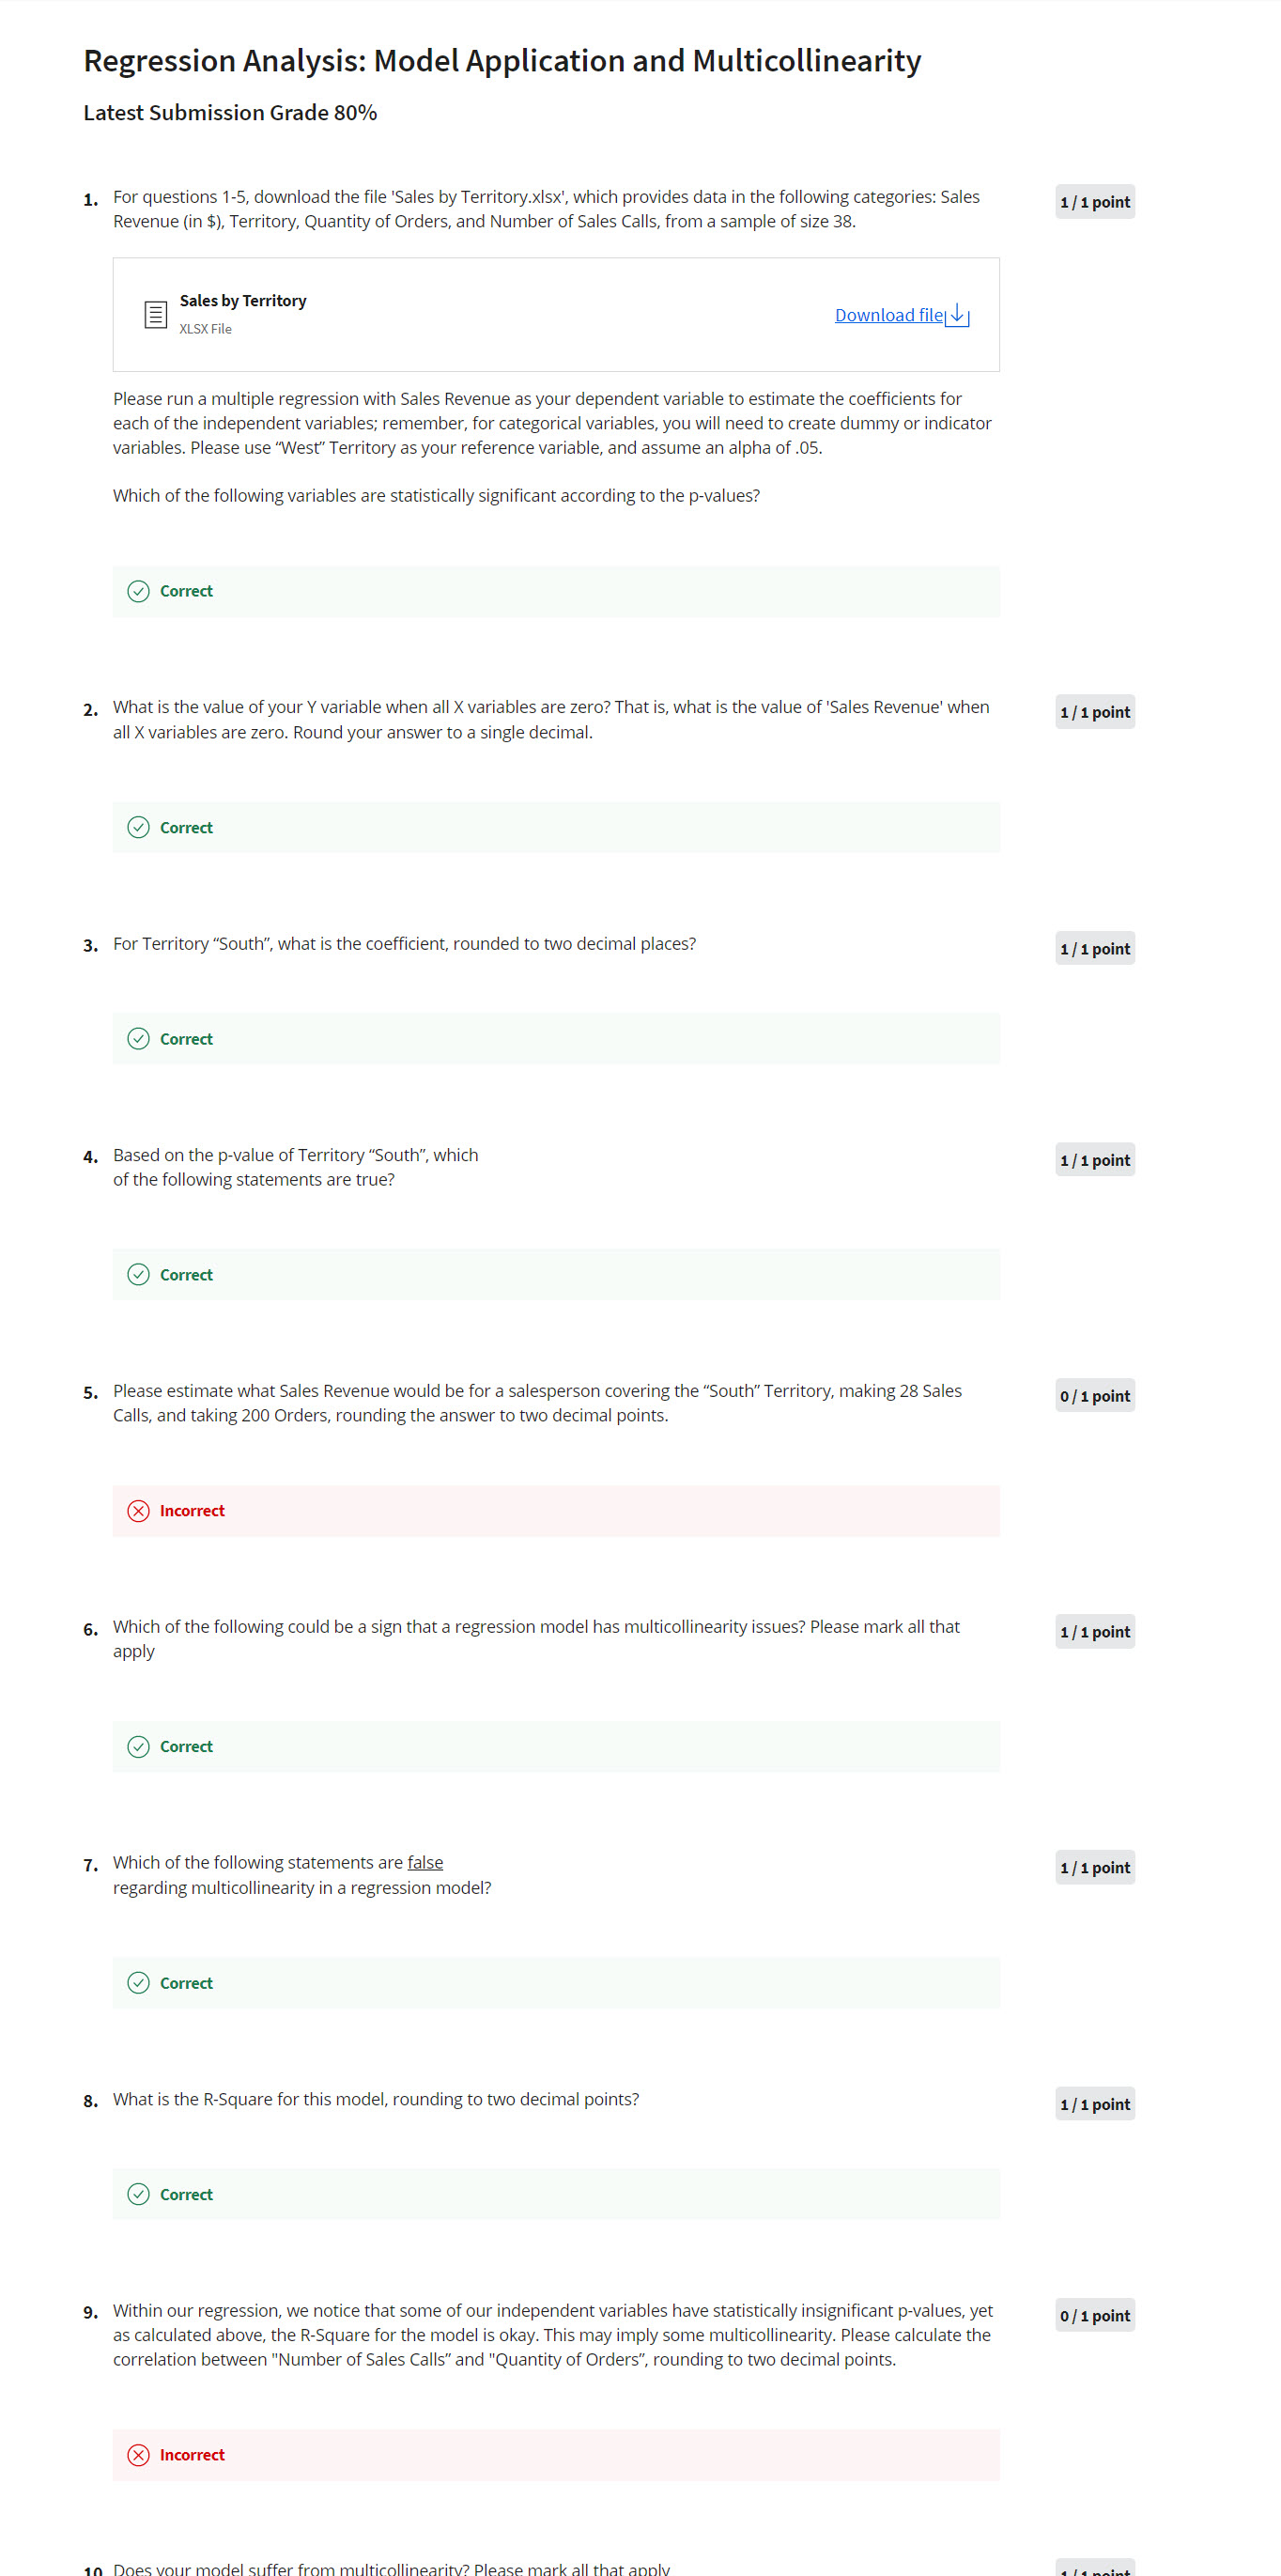 Regression Analysis: Model Application and Multicollinearity
Latest Submission Grade 80%
1. For questions 1-5, download the file 'Sales by Territory.xlsx', which provides data in the following categories: Sales
Revenue (in $), Territory, Quantity of Orders, and Number of Sales Calls, from a sample of size 38.
1 / 1 point
Sales by Territory
XLSX File
Download file
Please run a multiple regression with Sales Revenue as your dependent variable to estimate the coefficients for
each of the independent variables; remember, for categorical variables, you will need to create dummy or indicator
variables. Please use “West” Territory as your reference variable, and assume an alpha of .05.
Which of the following variables are statistically significant according to the p-values?
Correct
2. What is the value of your Y variable when all X variables are zero? That is, what is the value of 'Sales Revenue' when
all X variables are zero. Round your answer to a single decimal.
1 / 1 point
Correct
3. For Territory “South”, what is the coefficient, rounded to two decimal places?
1 / 1 point
Correct
4. Based on the p-value of Territory “South”, which
of the following statements are true?
1 / 1 point
Correct
5. Please estimate what Sales Revenue would be for a salesperson covering the “South” Territory, making 28 Sales
Calls, and taking 200 Orders, rounding the answer to two decimal points.
0 / 1 point
Incorrect
6. Which of the following could be a sign that a regression model has multicollinearity issues? Please mark all that
apply
1 / 1 point
Correct
7. Which of the following statements are false
regarding multicollinearity in a regression model?
1 / 1 point
Correct
8. What is the R-Square for this model, rounding to two decimal points?
1 / 1 point
Correct
9. Within our regression, we notice that some of our independent variables have statistically insignificant p-values, yet
as calculated above, the R-Square for the model is okay. This may imply some multicollinearity. Please calculate the
correlation between "Number of Sales Calls” and "Quantity of Orders”, rounding to two decimal points.
0 / 1 point
Incorrect
10. Does your model suffer from multicollinearity? Please mark all that apply
1 / 1 point